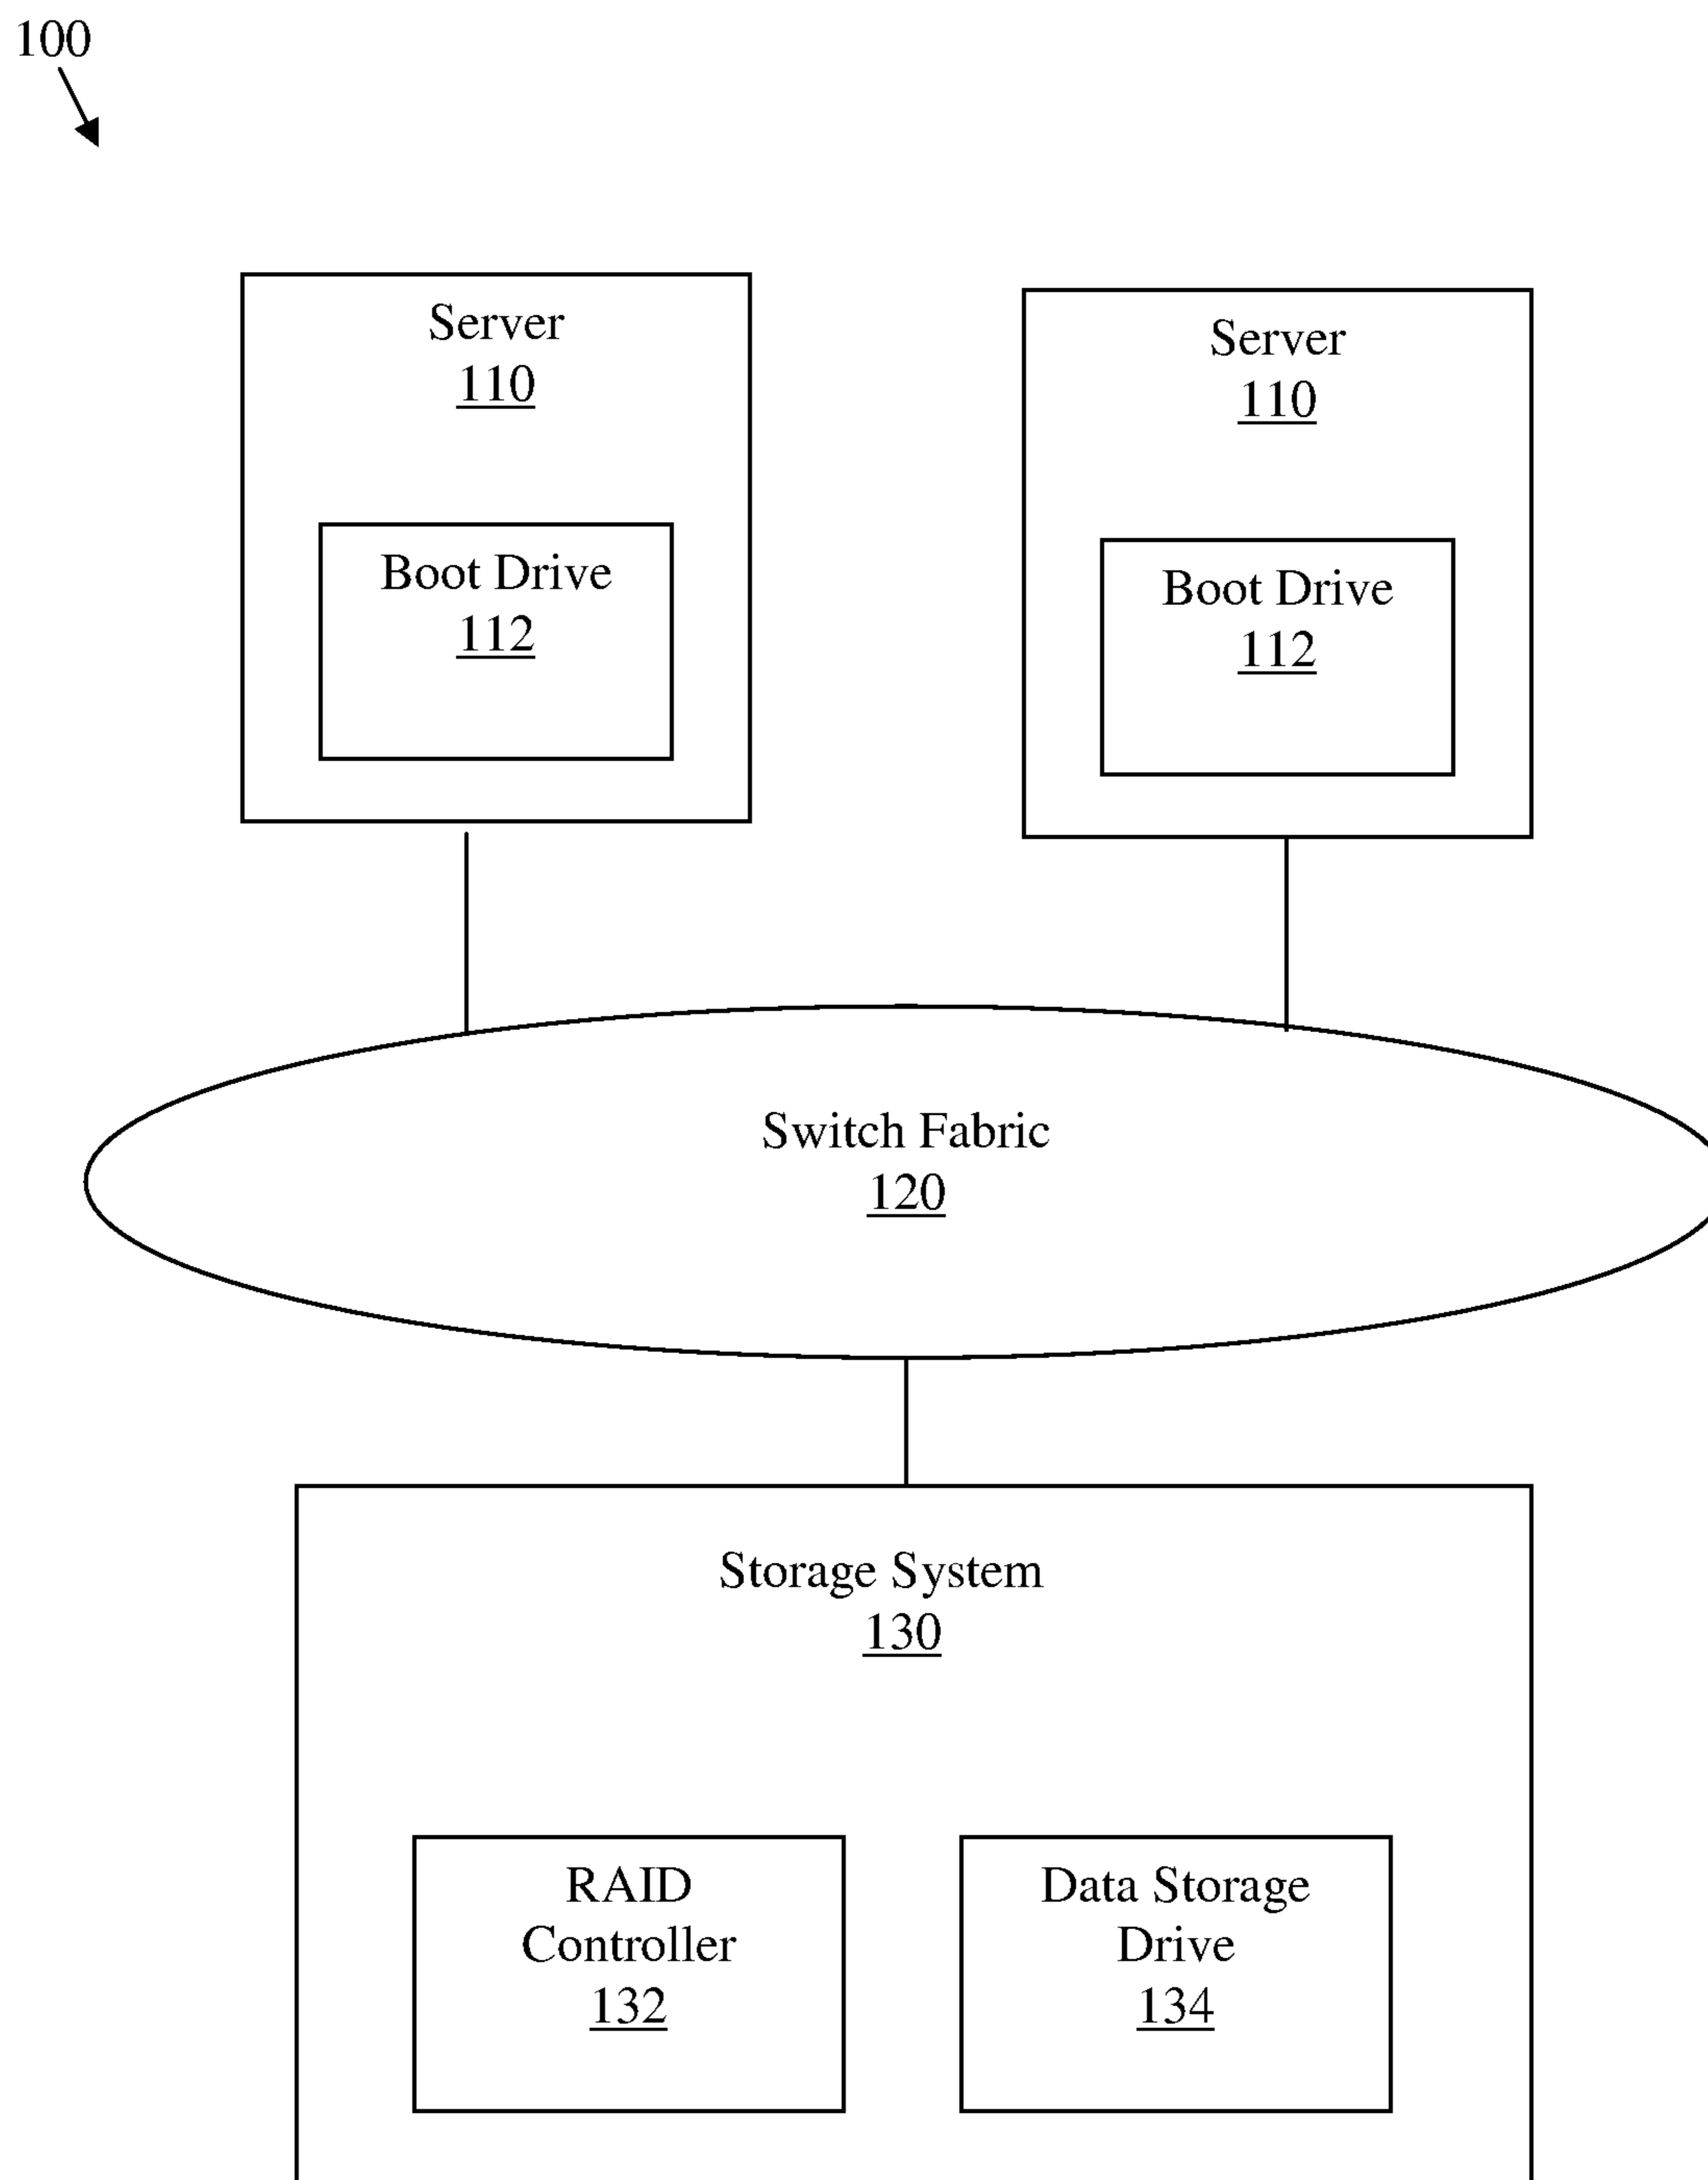 100
Server
110
Boot Drive
112
Server
110
Boot Drive
112
Switch Fabric
120
Storage System
130
RAID
Controller
132
Data Storage
Drive
134